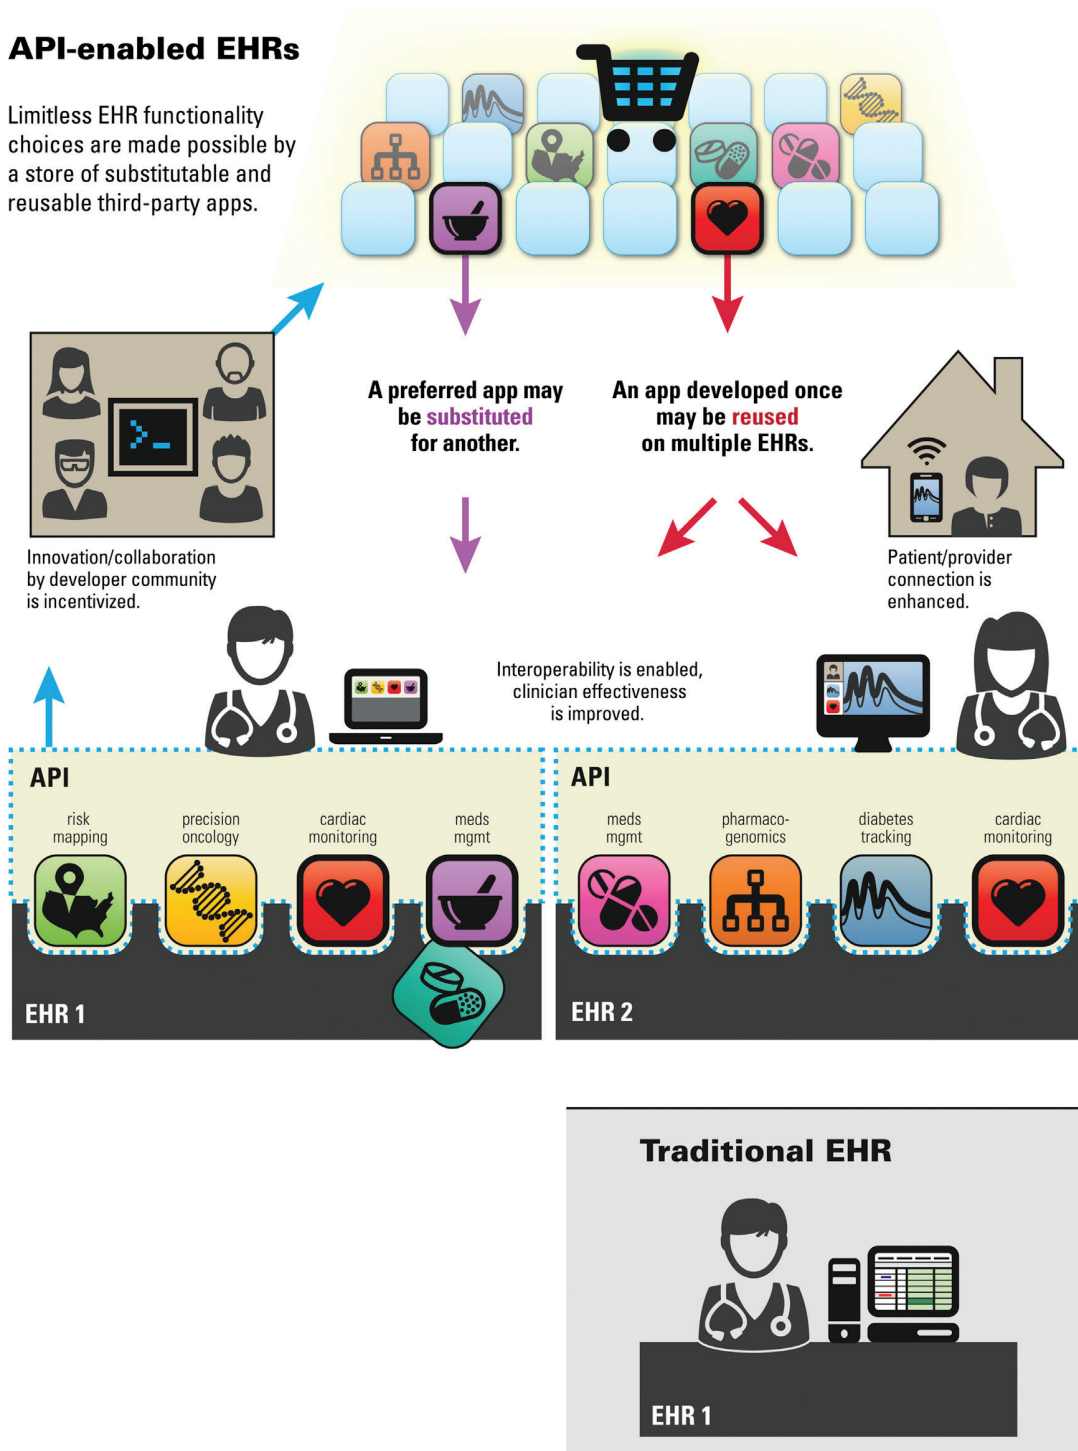 API-enabled EHRs
Limitless EHR functionality
choices are made possible by
a store of substitutable and
reusable third-party apps.
A preferred app may
be substituted
for another.
An app developed once
may be reused
on multiple EHRs.
Innovation/collaboration
by developer community
is incentivized.
Patient/provider
connection is
enhanced.
Interoperability is enabled,
clinician effectiveness
is improved.
API
risk
mapping
precision
oncology
cardiac
monitoring
meds
mgmt
EHR 1
API
meds
mgmt
pharmaco-
genomics
diabetes
tracking
cardiac
monitoring
EHR 2
Traditional EHR
EHR 1